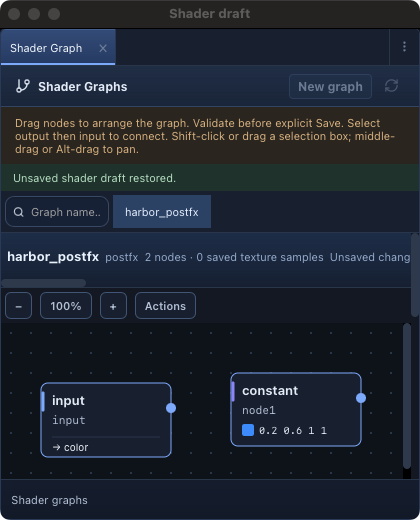 Shader draft
Shader Graph
Shader Graphs
New graph
Drag nodes to arrange the graph. Validate before explicit Save. Select
output then input to connect. Shift-click or drag a selection box; middle-
drag or Alt-drag to pan.
Unsaved shader draft restored.
Graph name..
harbor_postfx
harbor_postfx postfx 2 nodes · 0 saved texture samples Unsaved chang
− 100% + Actions
input
input
→ color
constant
node1
0.2 0.6 1 1
Shader graphs